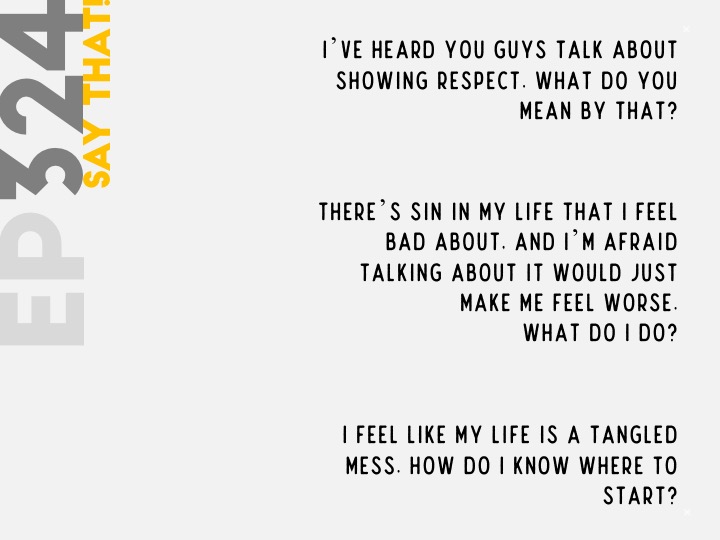 EP324
SAY THAT!
I'VE HEARD YOU GUYS TALK ABOUT
SHOWING RESPECT. WHAT DO YOU
MEAN BY THAT?
THERE'S SIN IN MY LIFE THAT I FEEL
BAD ABOUT. AND I'M AFRAID
TALKING ABOUT IT WOULD JUST
MAKE ME FEEL WORSE.
WHAT DO I DO?
I FEEL LIKE MY LIFE IS A TANGLED
MESS. HOW DO I KNOW WHERE TO
START?